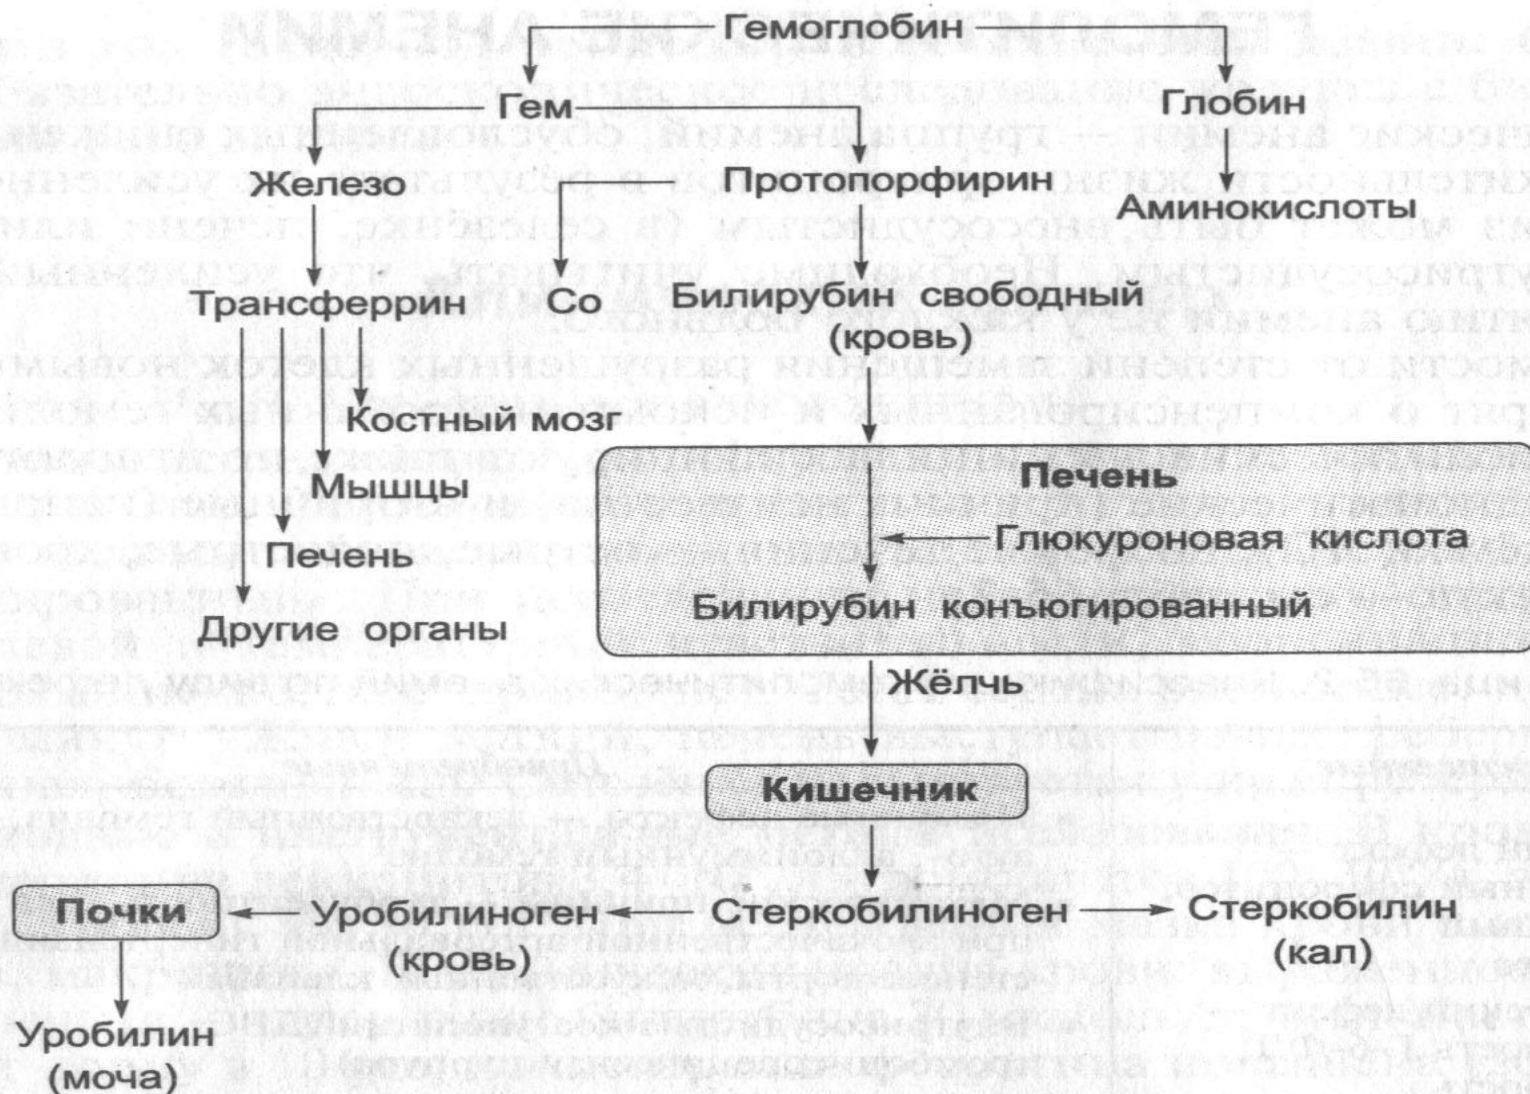 Гемоглобин
Гем
Глобин
Железо
Протопорфирин
Аминокислоты
Трансферрин
Со
Билирубин свободный
(кровь)
Костный мозг
Мышцы
Печень
Другие органы
Печень
Глюкуроновая кислота
Билирубин конъюгированный
Жёлчь
Кишечник
Почки
Уробилиноген
(кровь)
Стеркобилиноген
Стеркобилин
(кал)
Уробилин
(моча)